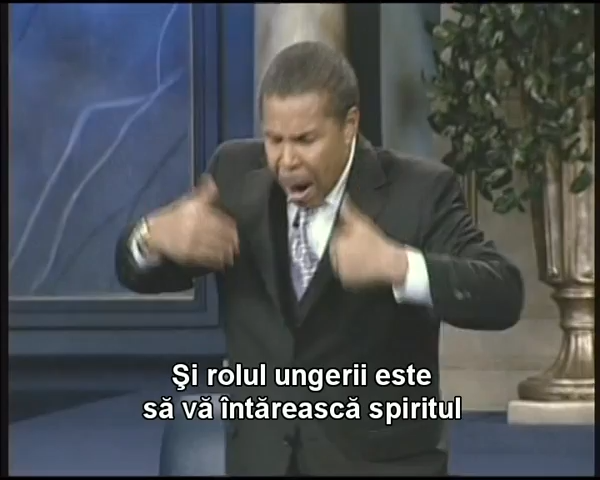 Şi rolul ungerii este
să vă întărească spiritul